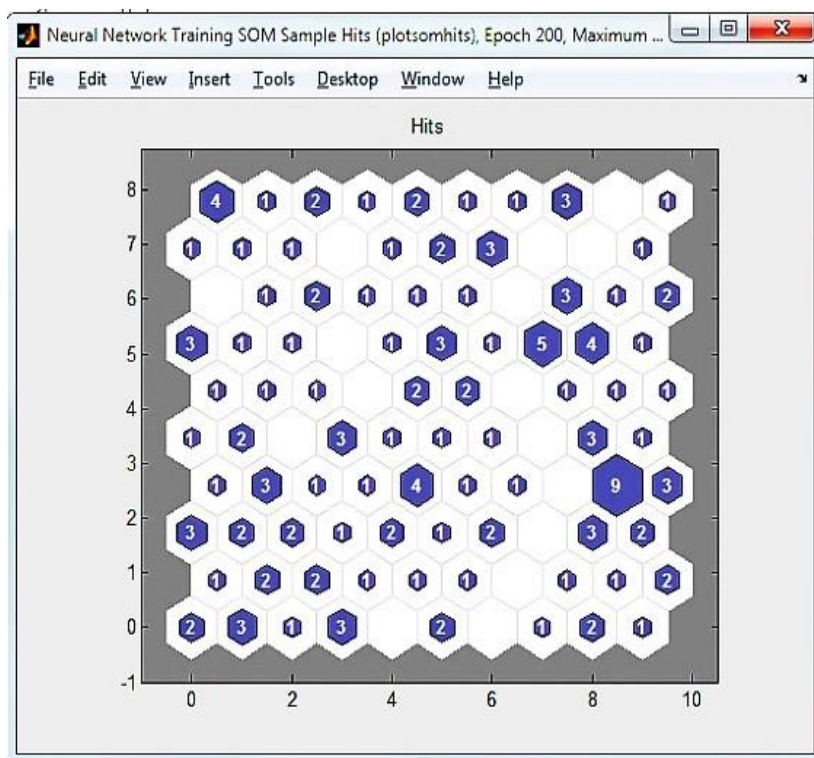 Neural Network Training SOM Sample Hits (plotsomhits), Epoch 200, Maximum ...
File Edit View Insert Tools Desktop Window Help
Hits
8
4 1 2 1 2 1 1 3 1
7
1 1 1 1 2 3 1
6
1 2 1 1 1 3 1 2
5
3 1 1 1 3 1 5 4 1
4
1 1 1 2 2 1 1 1
3
1 2 3 1 1 1 3 1
1 3 1 1 4 1 1 9 3
2
3 2 2 1 2 1 2 3 2
1
1 2 2 1 1 1 1 1 2
0
2 3 1 3 2 1 2 1
-1
0 2 4 6 8 10